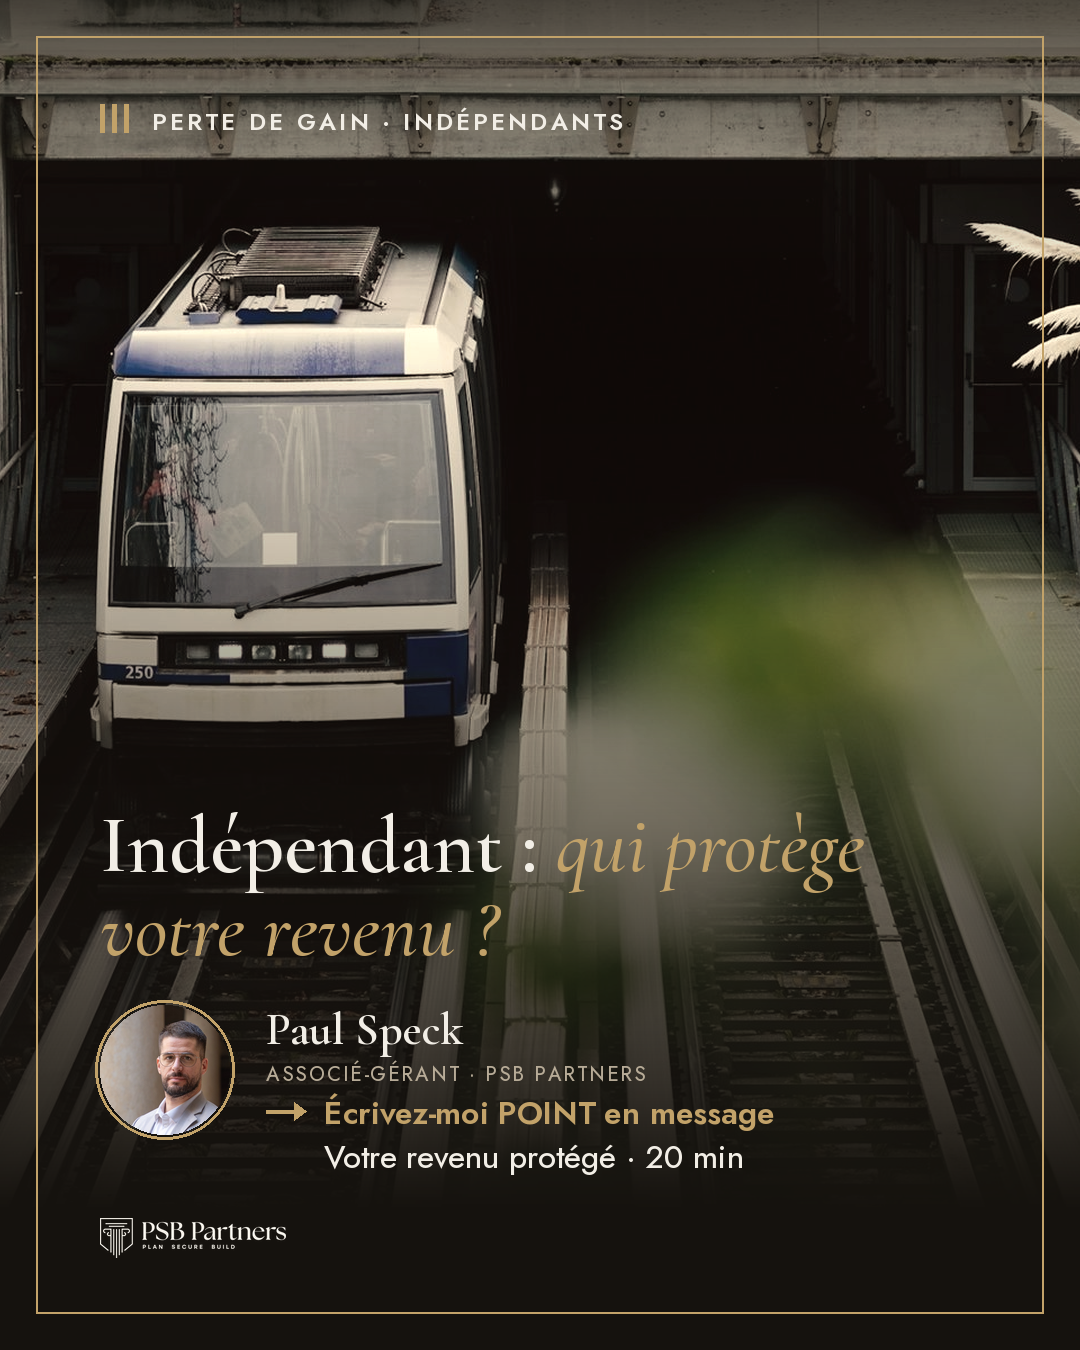 PERTE DE GAIN · INDÉPENDANTS
250
Indépendant : qui protège
votre revenu ?
Paul Speck
ASSOCIÉ-GÉRANT · PSB PARTNERS
Écrivez-moi POINT en message
Votre revenu protégé · 20 min
PSB Partners
PLAN SECURE BUILD